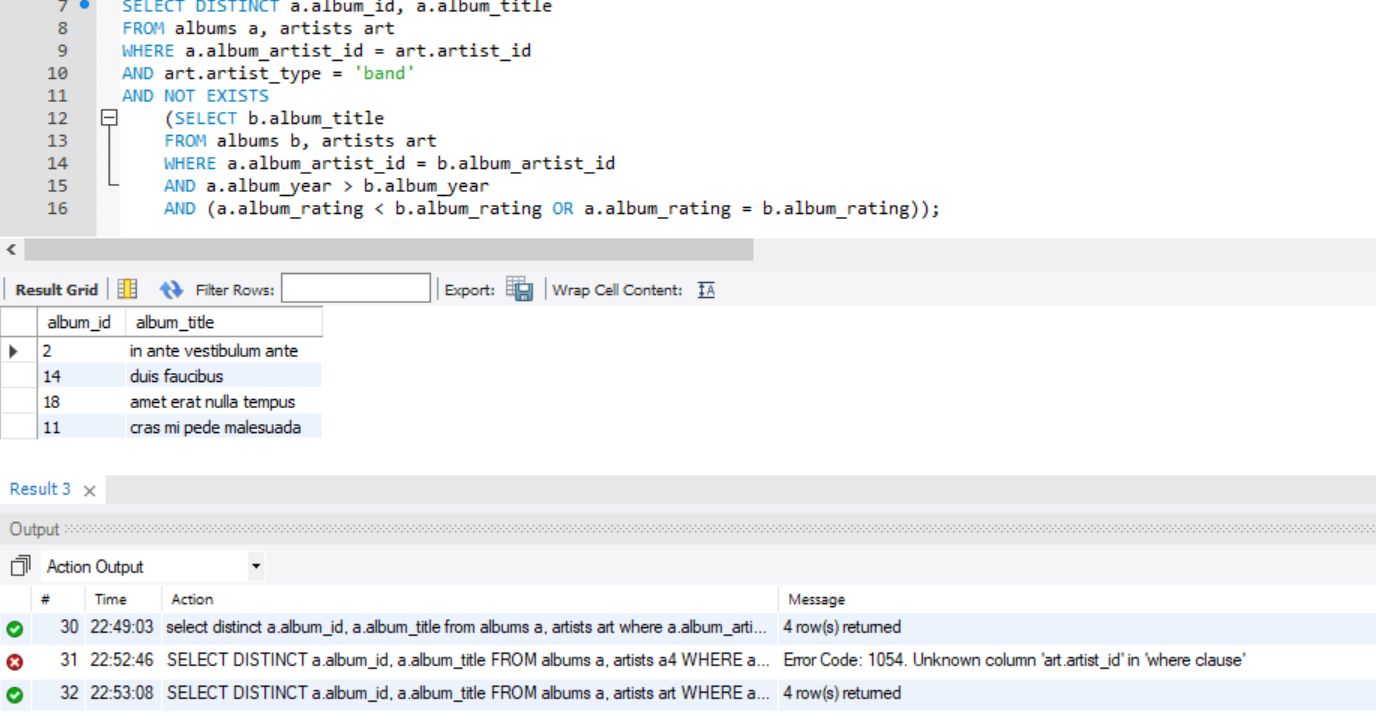 7 SELECT DISTINCT a.album_id, a.album_title
8 FROM albums a, artists art
9 WHERE a.album_artist_id = art.artist_id
10 AND art.artist_type = 'band'
11 AND NOT EXISTS
12 (SELECT b.album_title
13 FROM albums b, artists art
14 WHERE a.album_artist_id = b.album_artist_id
15 AND a.album_year > b.album_year
16 AND (a.album_rating < b.album_rating OR a.album_rating = b.album_rating));
Result Grid Filter Rows: Export: Wrap Cell Content: IA
album_id album_title
2 in ante vestibulum ante
14 duis faucibus
18 amet erat nulla tempus
11 cras mi pede malesuada
Result 3
Output
Action Output
# Time Action Message
30 22:49:03 select distinct a.album_id, a.album_title from albums a, artists art where a.album_arti... 4 row(s) returned
31 22:52:46 SELECT DISTINCT a.album_id, a.album_title FROM albums a, artists a4 WHERE a... Error Code: 1054. Unknown column 'art.artist_id' in 'where clause'
32 22:53:08 SELECT DISTINCT a.album_id, a.album_title FROM albums a, artists art WHERE a... 4 row(s) returned